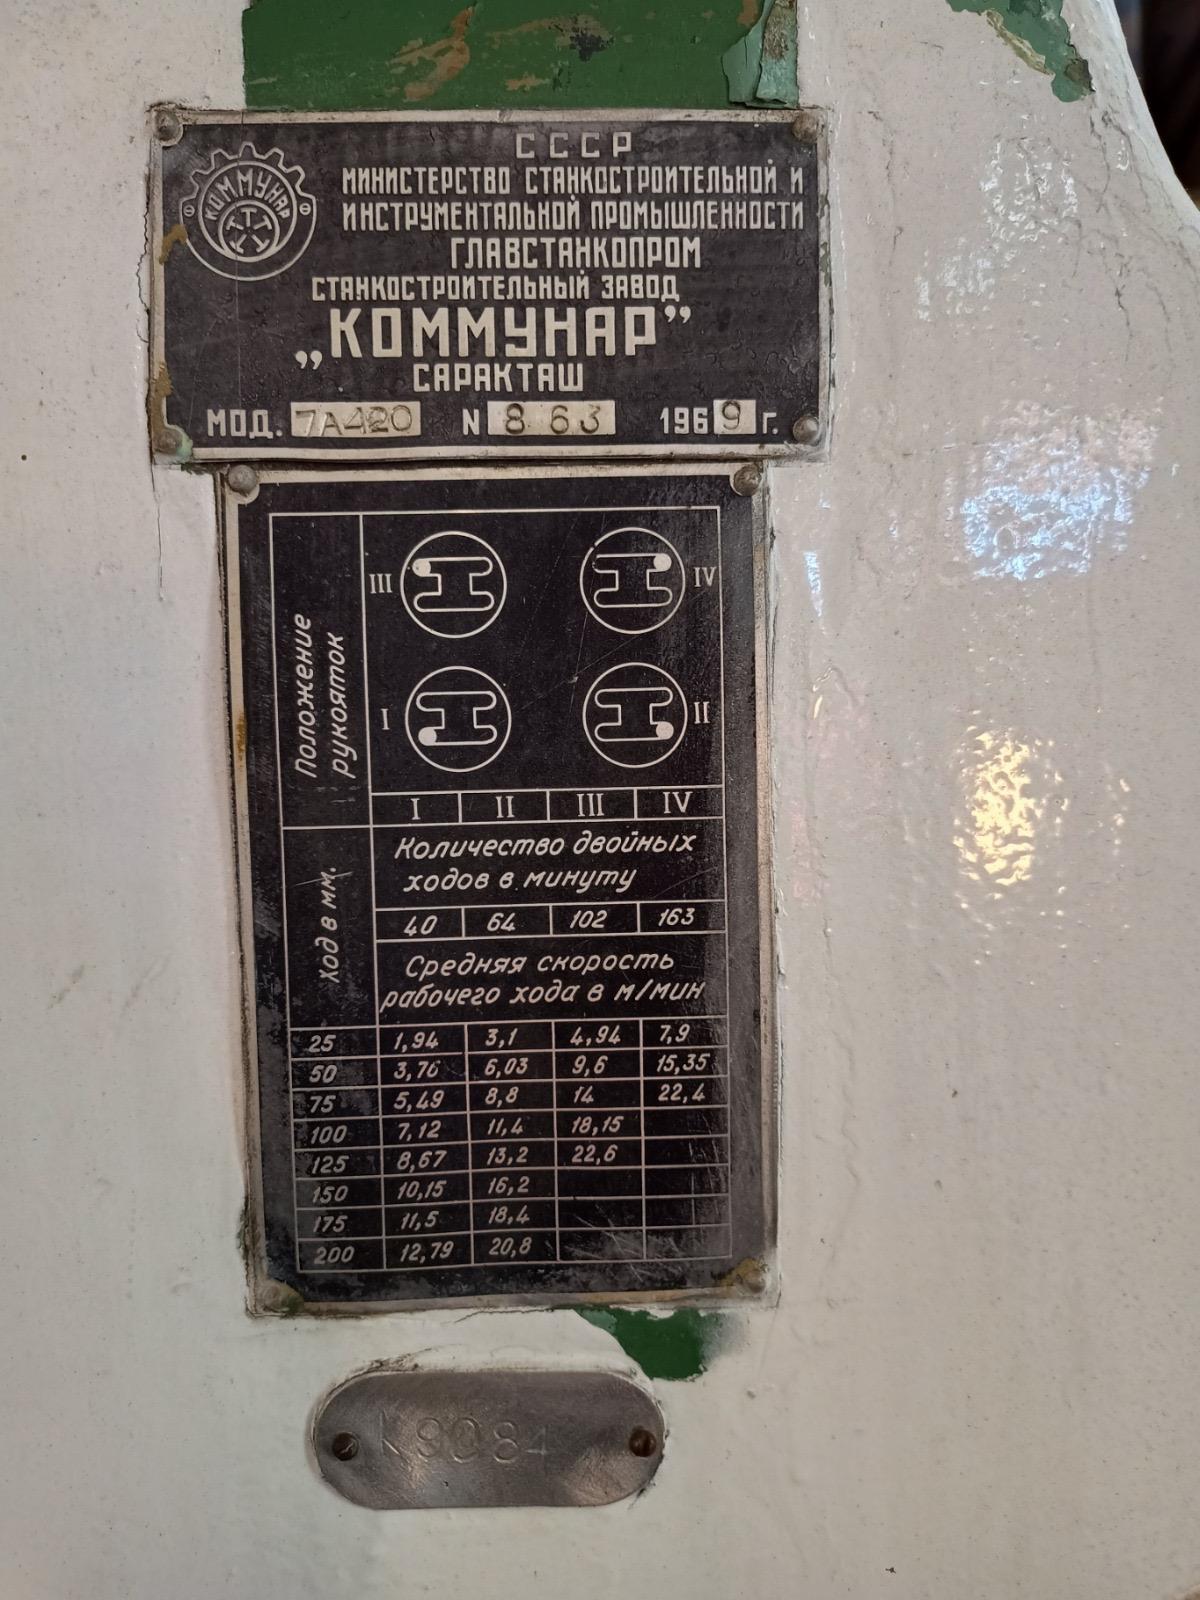 СССР
МИНИСТЕРСТВО СТАНКОСТРОИТЕЛЬНОЙ И
ИНСТРУМЕНТАЛЬНОЙ ПРОМЫШЛЕННОСТИ
ГЛАВСТАНКОПРОМ
СТАНКОСТРОИТЕЛЬНЫЙ ЗАВОД
„КОММУНАР”
САРАКТАШ
КОММУНАР
МОД. 7А420 N 863 1969 г.
Положение
рукояток
III IV
I II
I II III IV
Ход в мм.
Количество двойных
ходов в минуту
40 64 102 163
Средняя скорость
рабочего хода в м/мин
25 1,94 3,1 4,94 7,9
50 3,76 6,03 9,6 15,35
75 5,49 8,8 14 22,4
100 7,12 11,4 18,15
125 8,67 13,2 22,6
150 10,15 16,2
175 11,5 18,4
200 12,79 20,8
К9084